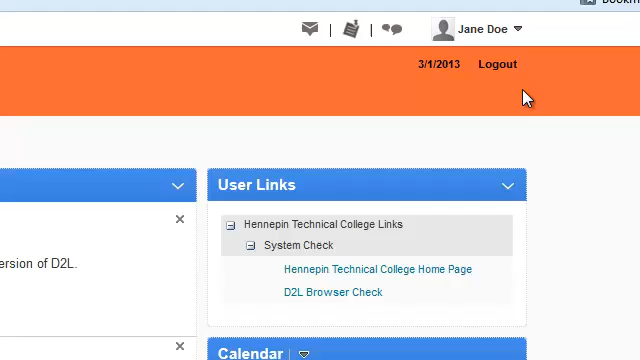 Jane Doe
3/1/2013 Logout
User Links
Hennepin Technical College Links
System Check
ersion of D2L.
Hennepin Technical College Home Page
D2L Browser Check
Calendar